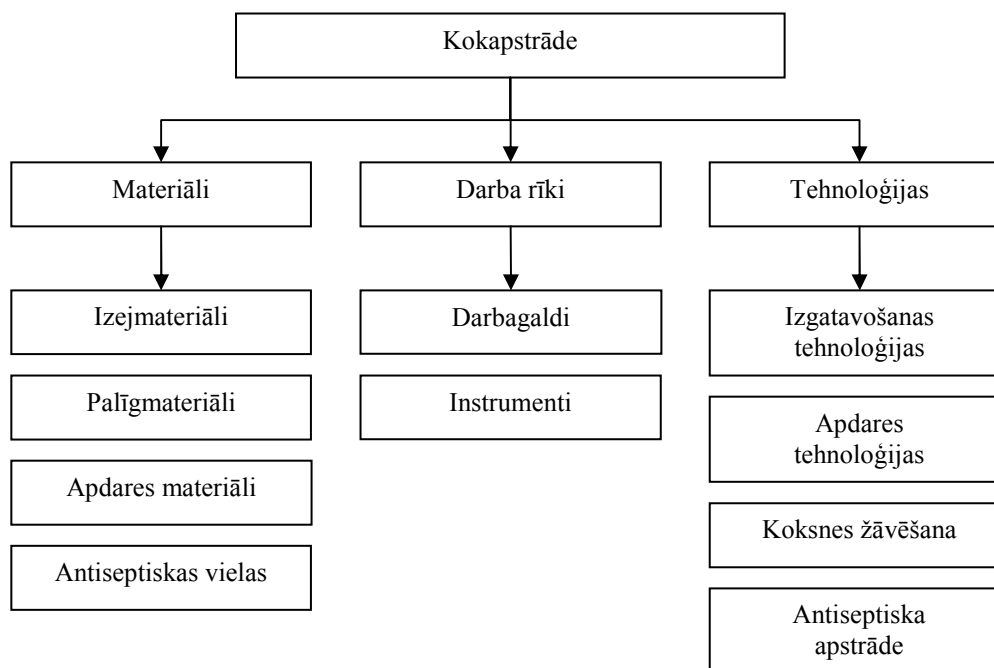 Kokapstrāde
Materiāli
Darba rīki
Tehnoloģijas
Izejmateriāli
Palīgmateriāli
Apdares materiāli
Antiseptiskas vielas
Darbagaldi
Instrumenti
Izgatavošanas
tehnoloģijas
Apdares
tehnoloģijas
Koksnes žāvēšana
Antiseptiska
apstrāde